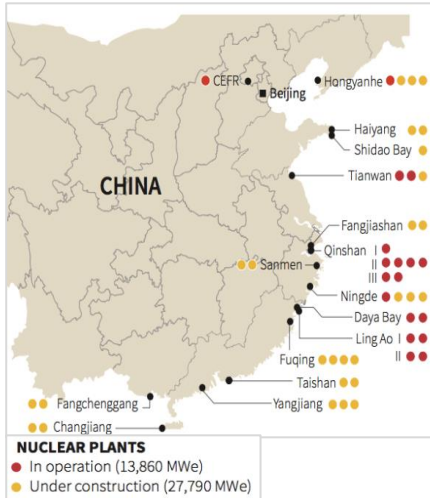 CEFR
Hongyanhe
Beijing
Haiyang
Shidao Bay
CHINA
Tianwan
Fangjiashan
Qinshan I
II
III
Sanmen
Ningde
Daya Bay
Ling Ao I
II
Fuqing
Taishan
Fangchenggang
Yangjiang
Changjiang
NUCLEAR PLANTS
In operation (13,860 MWe)
Under construction (27,790 MWe)